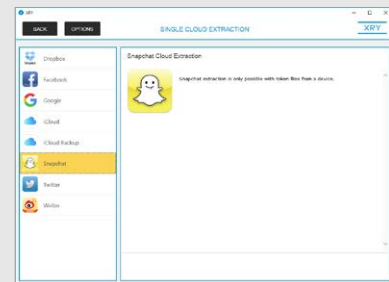 XRY
BACK
OPTIONS
SINGLE CLOUD EXTRACTION
XRY
Dropbox
Facebook
Google
iCloud
iCloud Backup
Snapchat
Twitter
Weibo
Snapchat Cloud Extraction
Snapchat extraction is only possible with token files from a device.